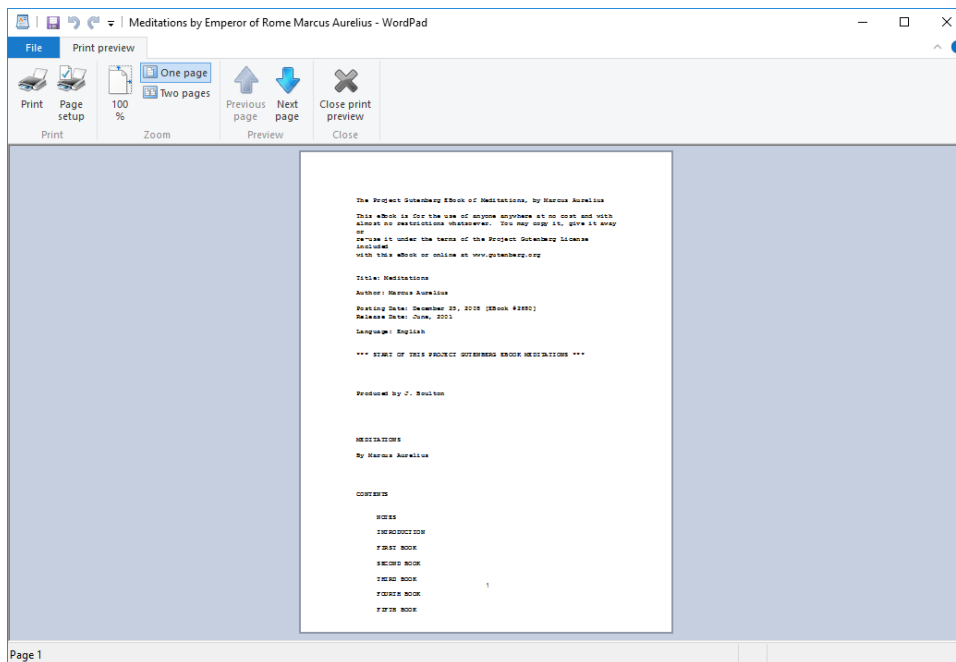 Meditations by Emperor of Rome Marcus Aurelius - WordPad
File
Print preview
Print
Page setup
100 %
One page
Two pages
Previous page
Next page
Close print preview
Print
Zoom
Preview
Close
The Project Gutenberg EBook of Meditations, by Marcus Aurelius
This eBook is for the use of anyone anywhere at no cost and with
almost no restrictions whatsoever.  You may copy it, give it away
or
re-use it under the terms of the Project Gutenberg License
included
with this eBook or online at www.gutenberg.org
Title: Meditations
Author: Marcus Aurelius
Posting Date: December 25, 2008 [EBook #2680]
Release Date: June, 2001
Language: English
*** START OF THIS PROJECT GUTENBERG EBOOK MEDITATIONS ***
Produced by J. Boulton
MEDITATIONS
By Marcus Aurelius
CONTENTS
NOTES
INTRODUCTION
FIRST BOOK
SECOND BOOK
THIRD BOOK
1
FOURTH BOOK
FIFTH BOOK
Page 1